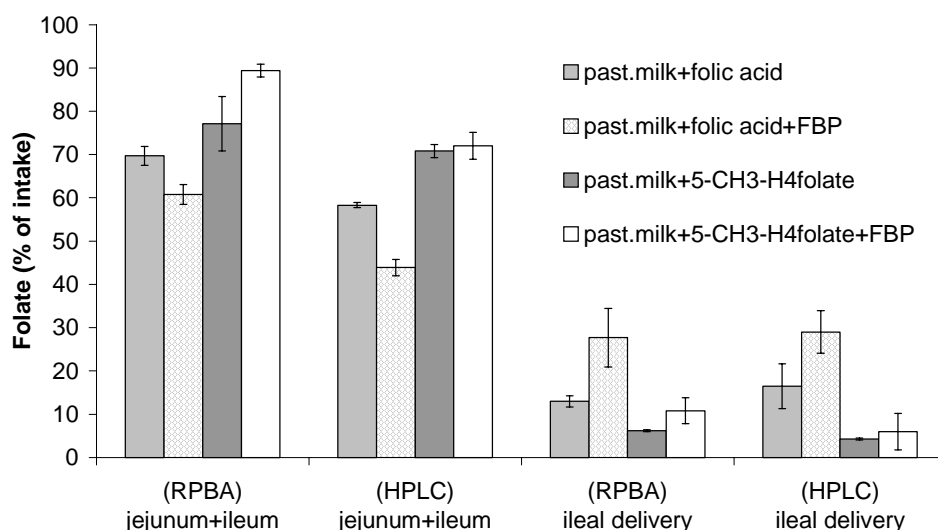 Folate (% of intake)
100
90
80
70
60
50
40
30
20
10
0
past.milk+folic acid
past.milk+folic acid+FBP
past.milk+5-CH3-H4folate
past.milk+5-CH3-H4folate+FBP
(RPBA)
jejunum+ileum
(HPLC)
jejunum+ileum
(RPBA)
ileal delivery
(HPLC)
ileal delivery